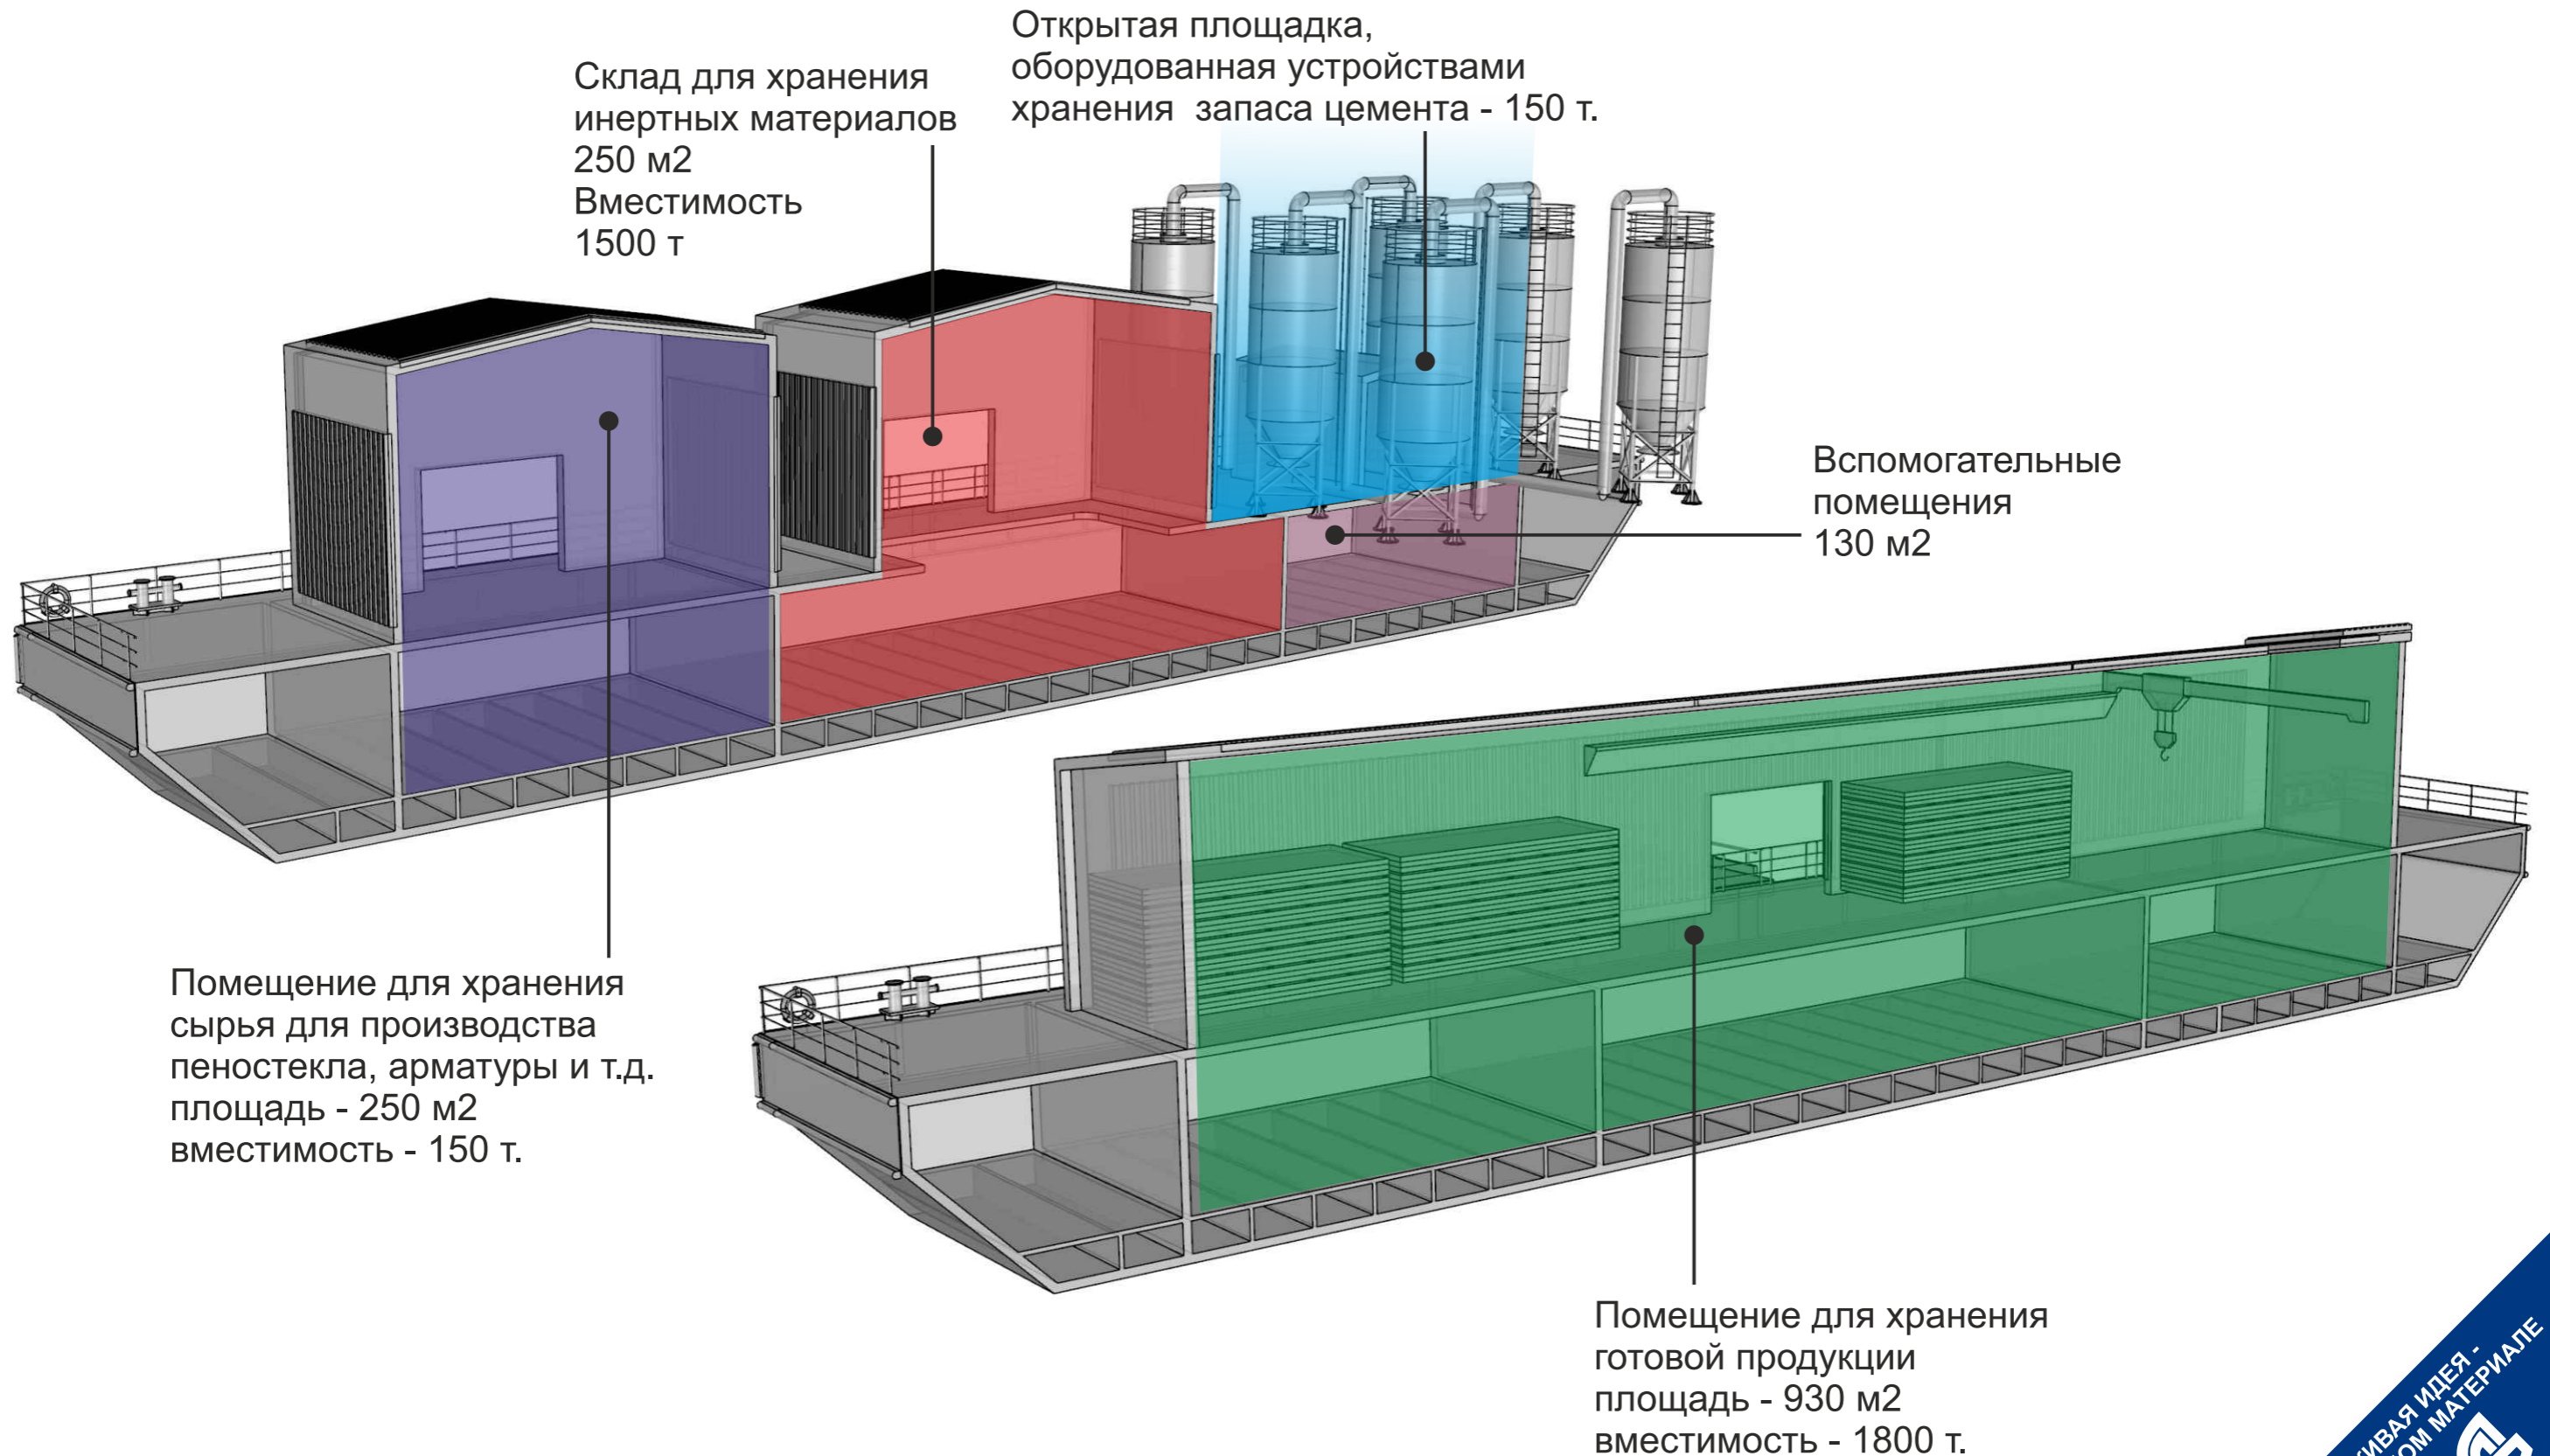 Открытая площадка,
оборудованная устройствами
хранения запаса цемента - 150 т.
Склад для хранения
инертных материалов
250 м2
Вместимость
1500 т
Вспомогательные
помещения
130 м2
Помещение для хранения
сырья для производства
пеностекла, арматуры и т.д.
площадь - 250 м2
вместимость - 150 т.
Помещение для хранения
готовой продукции
площадь - 930 м2
вместимость - 1800 т.
ИДЕЯ -
МАТЕРИАЛЕ